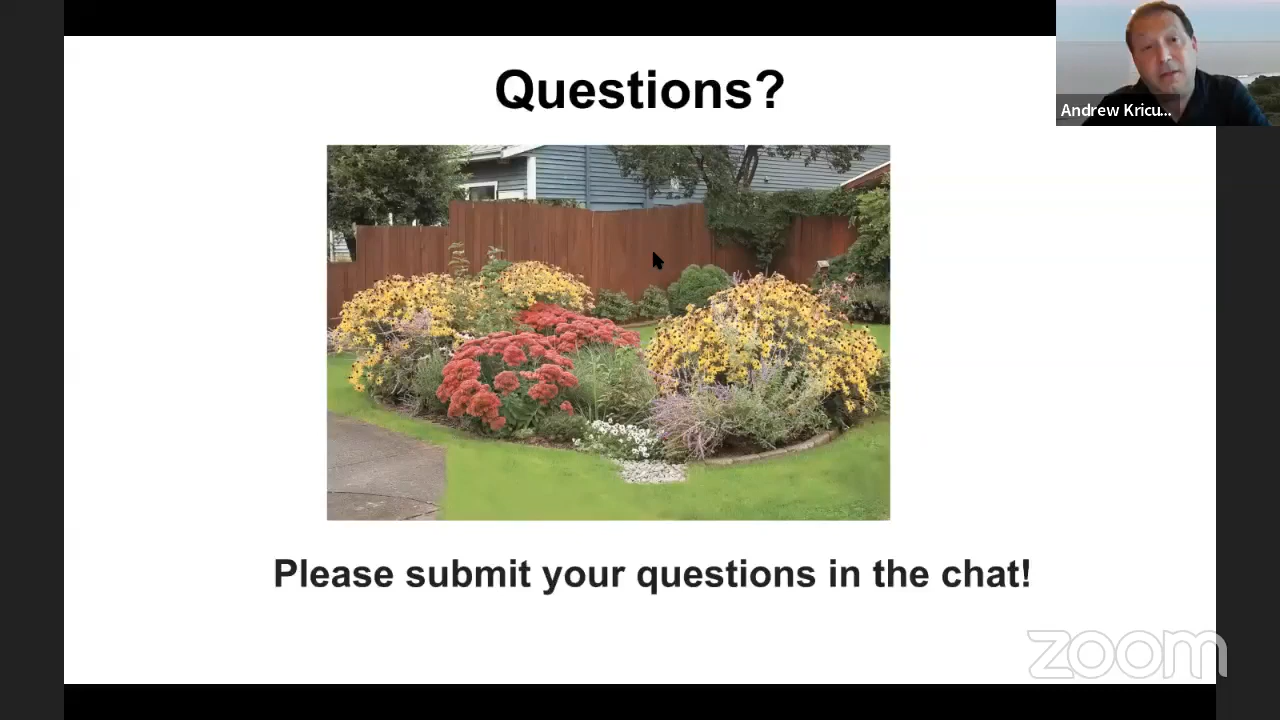 Questions?
Andrew Kricu...
Please submit your questions in the chat!
zoom